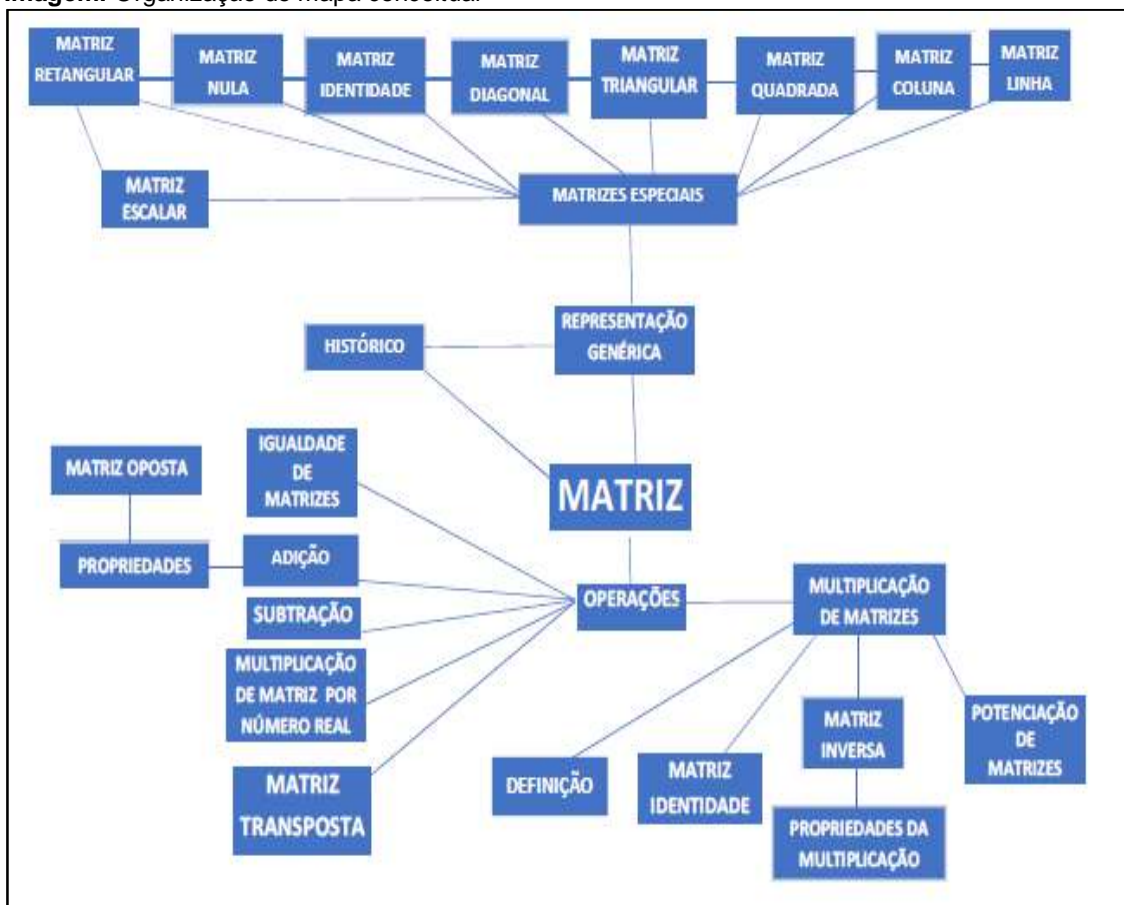 Imagem: Organização do mapa conceitual
MATRIZ
RETANGULAR
MATRIZ
NULA
MATRIZ
IDENTIDADE
MATRIZ
DIAGONAL
MATRIZ
TRIANGULAR
MATRIZ
QUADRADA
MATRIZ
COLUNA
MATRIZ
LINHA
MATRIZ
ESCALAR
MATRIZES ESPECIAIS
HISTÓRICO
REPRESENTAÇÃO
GENÉRICA
MATRIZ
IGUALDADE
DE
MATRIZES
MATRIZ OPOSTA
PROPRIEDADES
ADIÇÃO
SUBTRAÇÃO
MULTIPLICAÇÃO
DE MATRIZ POR
NÚMERO REAL
MATRIZ
TRANSPOSTA
OPERAÇÕES
MULTIPLICAÇÃO
DE MATRIZES
DEFINIÇÃO
MATRIZ
IDENTIDADE
MATRIZ
INVERSA
PROPRIEDADES DA
MULTIPLICAÇÃO
POTENCIAÇÃO
DE
MATRIZES